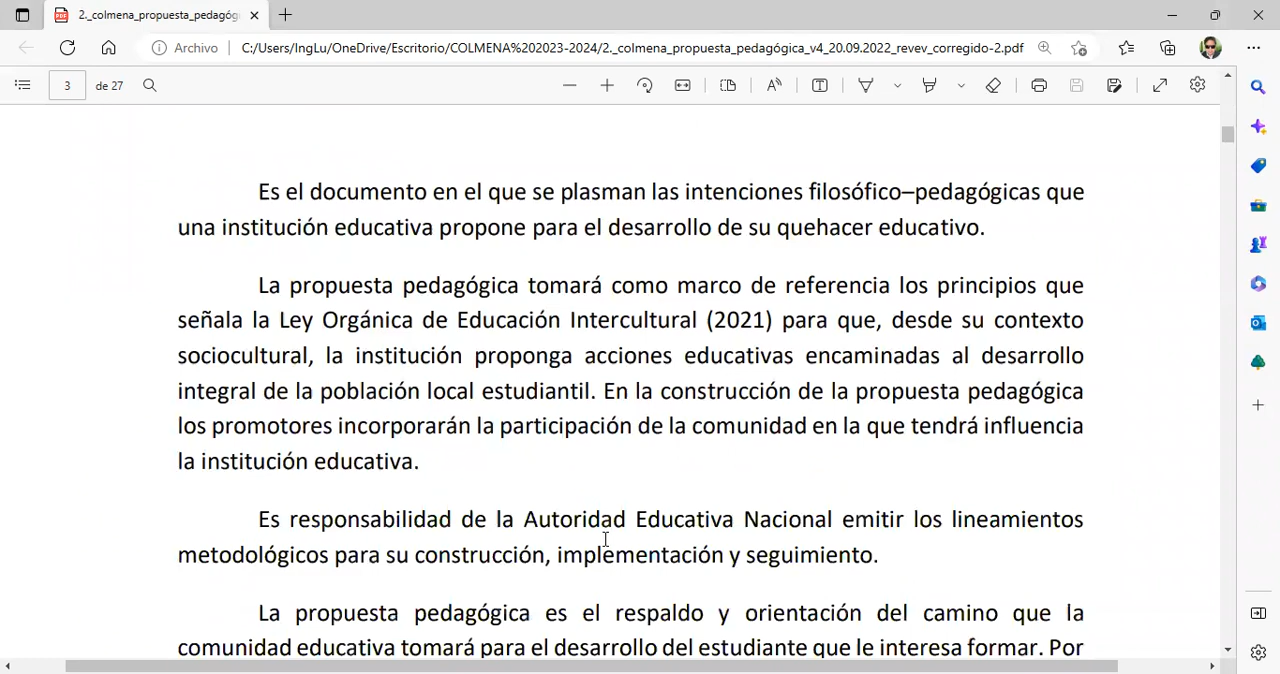 2._colmena_propuesta_pedagóg
Archivo
C:/Users/IngLu/OneDrive/Escritorio/COLMENA%202023-2024/2._colmena_propuesta_pedagógica_v4_20.09.2022_revev_corregido-2.pdf
3 de 27
Es el documento en el que se plasman las intenciones filosófico–pedagógicas que
una institución educativa propone para el desarrollo de su quehacer educativo.
La propuesta pedagógica tomará como marco de referencia los principios que
señala la Ley Orgánica de Educación Intercultural (2021) para que, desde su contexto
sociocultural, la institución proponga acciones educativas encaminadas al desarrollo
integral de la población local estudiantil. En la construcción de la propuesta pedagógica
los promotores incorporarán la participación de la comunidad en la que tendrá influencia
la institución educativa.
Es responsabilidad de la Autoridad Educativa Nacional emitir los lineamientos
metodológicos para su construcción, implementación y seguimiento.
La propuesta pedagógica es el respaldo y orientación del camino que la
comunidad educativa tomará para el desarrollo del estudiante que le interesa formar. Por